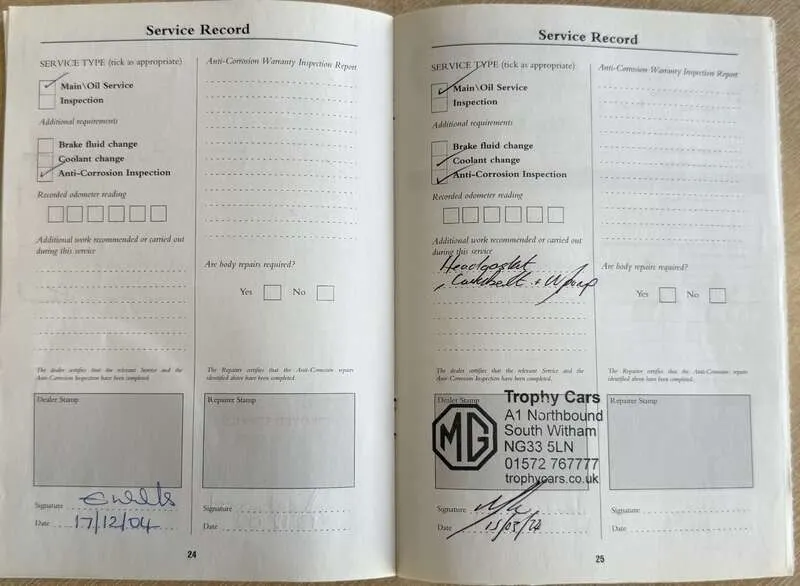 Service Record
SERVICE TYPE (tick as appropriate)
Main\Oil Service
Inspection
Additional requirements
Brake fluid change
Coolant change
Anti-Corrosion Inspection
Recorded odometer reading
Additional work recommended or carried out
during this service
The dealer certifies that the relevant Service and the
Anti-Corrosion Inspection have been completed.
Dealer Stamp
Signature
Date 17/12/04
Anti-Corrosion Warranty Inspection Report
Are body repairs required?
Yes No
The Repairer certifies that the Anti-Corrosion repairs
identified above have been completed.
Repairer Stamp
Signature
Date
24
Service Record
SERVICE TYPE (tick as appropriate)
Main\Oil Service
Inspection
Additional requirements
Brake fluid change
Coolant change
Anti-Corrosion Inspection
Recorded odometer reading
Additional work recommended or carried out
during this service
Headgasket
, Cambelt + W pump
The dealer certifies that the relevant Service and the
Anti-Corrosion Inspection have been completed.
Dealer Stamp
MG
Trophy Cars
A1 Northbound
South Witham
NG33 5LN
01572 767777
trophycars.co.uk
Signature
Date 15/03/24
Anti-Corrosion Warranty Inspection Report
Are body repairs required?
Yes No
The Repairer certifies that the Anti-Corrosion repairs
identified above have been completed.
Repairer Stamp
Signature
Date
25